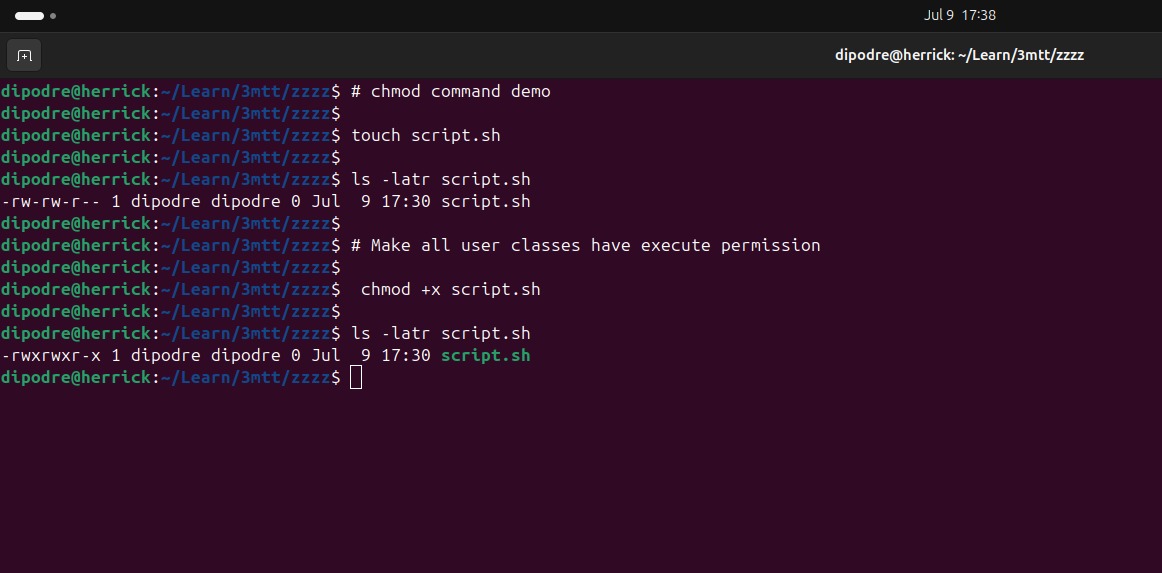 Jul 9 17:38
dipodre@herrick: ~/Learn/3mtt/zzzz
dipodre@herrick:~/Learn/3mtt/zzzz$ # chmod command demo
dipodre@herrick:~/Learn/3mtt/zzzz$
dipodre@herrick:~/Learn/3mtt/zzzz$ touch script.sh
dipodre@herrick:~/Learn/3mtt/zzzz$
dipodre@herrick:~/Learn/3mtt/zzzz$ ls -latr script.sh
-rw-rw-r-- 1 dipodre dipodre 0 Jul  9 17:30 script.sh
dipodre@herrick:~/Learn/3mtt/zzzz$
dipodre@herrick:~/Learn/3mtt/zzzz$ # Make all user classes have execute permission
dipodre@herrick:~/Learn/3mtt/zzzz$
dipodre@herrick:~/Learn/3mtt/zzzz$  chmod +x script.sh
dipodre@herrick:~/Learn/3mtt/zzzz$
dipodre@herrick:~/Learn/3mtt/zzzz$ ls -latr script.sh
-rwxrwxr-x 1 dipodre dipodre 0 Jul  9 17:30 script.sh
dipodre@herrick:~/Learn/3mtt/zzzz$